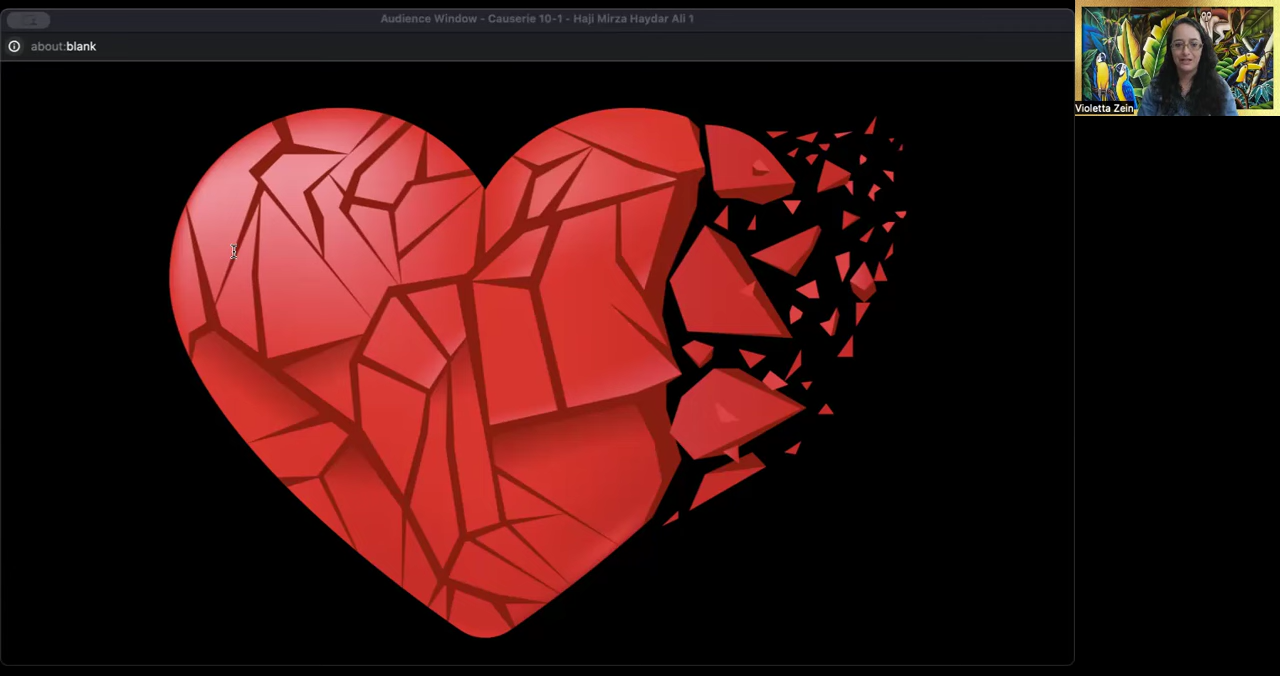 Audience Window - Causerie 10-1 - Haji Mirza Haydar Ali 1
about:blank
Violetta Zein